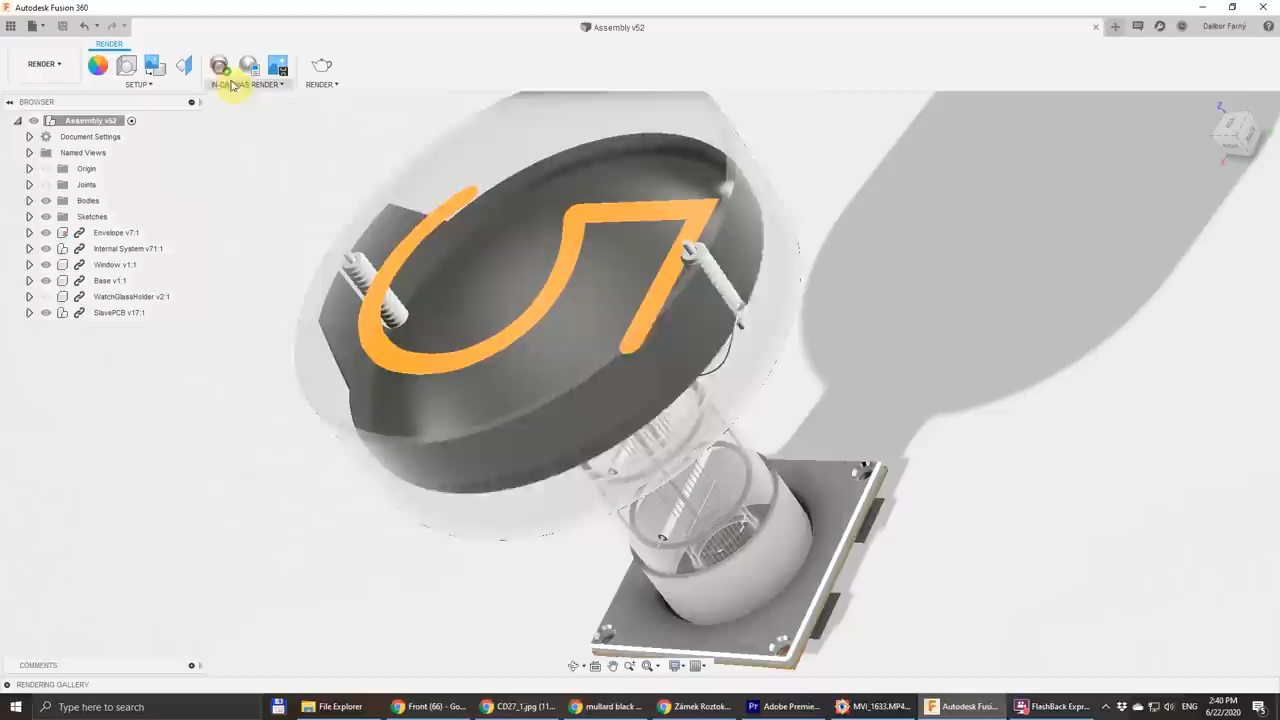 Autodesk Fusion 360
Assembly v52
Dalibor Farný
RENDER
RENDER
SETUP
IN-CANVAS RENDER
RENDER
BROWSER
Assembly v52
Document Settings
Named Views
Origin
Joints
Bodies
Sketches
Envelope v7:1
Internal System v71:1
Window v1:1
Base v1:1
WatchGlassHolder v2:1
SlavePCB v17:1
Z
X
COMMENTS
RENDERING GALLERY
Type here to search
File Explorer
Front (66) - Go...
CD27_1.jpg (11...
mullard black ...
Zámek Roztok...
Adobe Premie...
MVI_1633.MP4...
Autodesk Fusi...
FlashBack Expr...
2:40 PM
6/22/2020